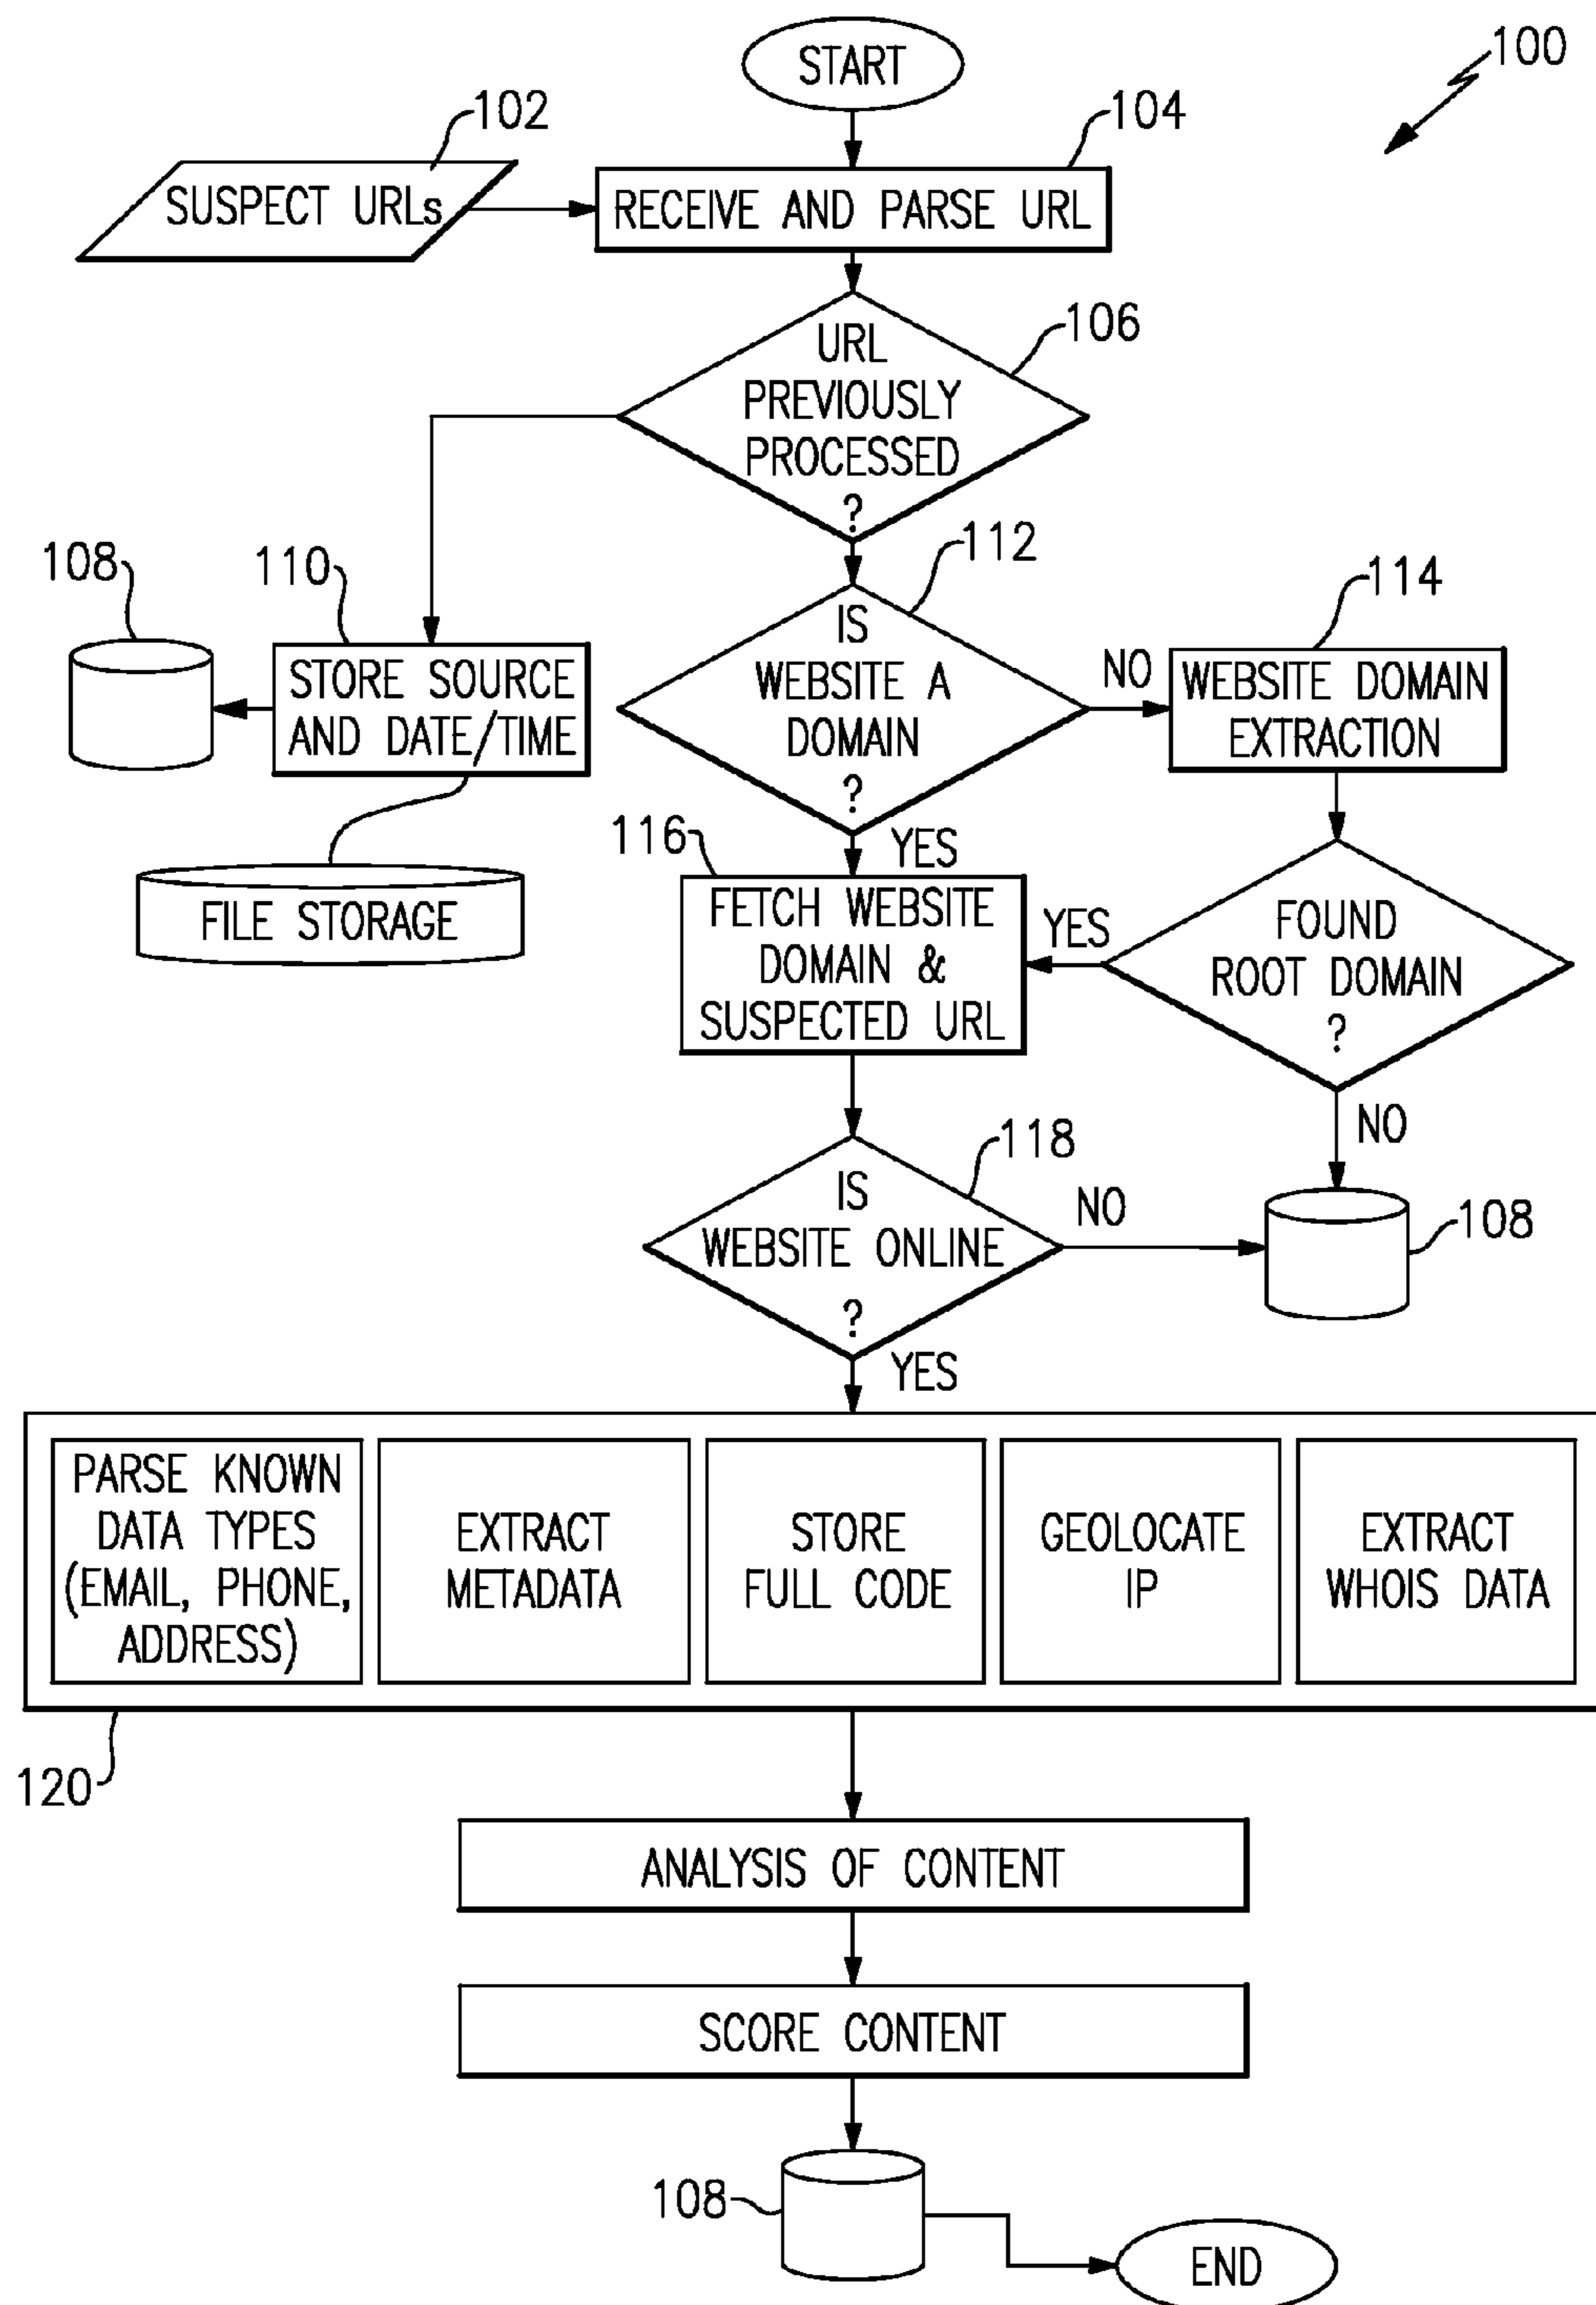 START
100
102
104
SUSPECT URLs
RECEIVE AND PARSE URL
106
URL
PREVIOUSLY
PROCESSED
?
108
110
112
114
STORE SOURCE
AND DATE/TIME
IS
WEBSITE A
DOMAIN
?
NO
WEBSITE DOMAIN
EXTRACTION
FILE STORAGE
116
YES
FETCH WEBSITE
DOMAIN &
SUSPECTED URL
YES
FOUND
ROOT DOMAIN
?
NO
118
IS
WEBSITE ONLINE
?
NO
108
YES
PARSE KNOWN
DATA TYPES
(EMAIL, PHONE,
ADDRESS)
EXTRACT
METADATA
STORE
FULL CODE
GEOLOCATE
IP
EXTRACT
WHOIS DATA
120
ANALYSIS OF CONTENT
SCORE CONTENT
108
END